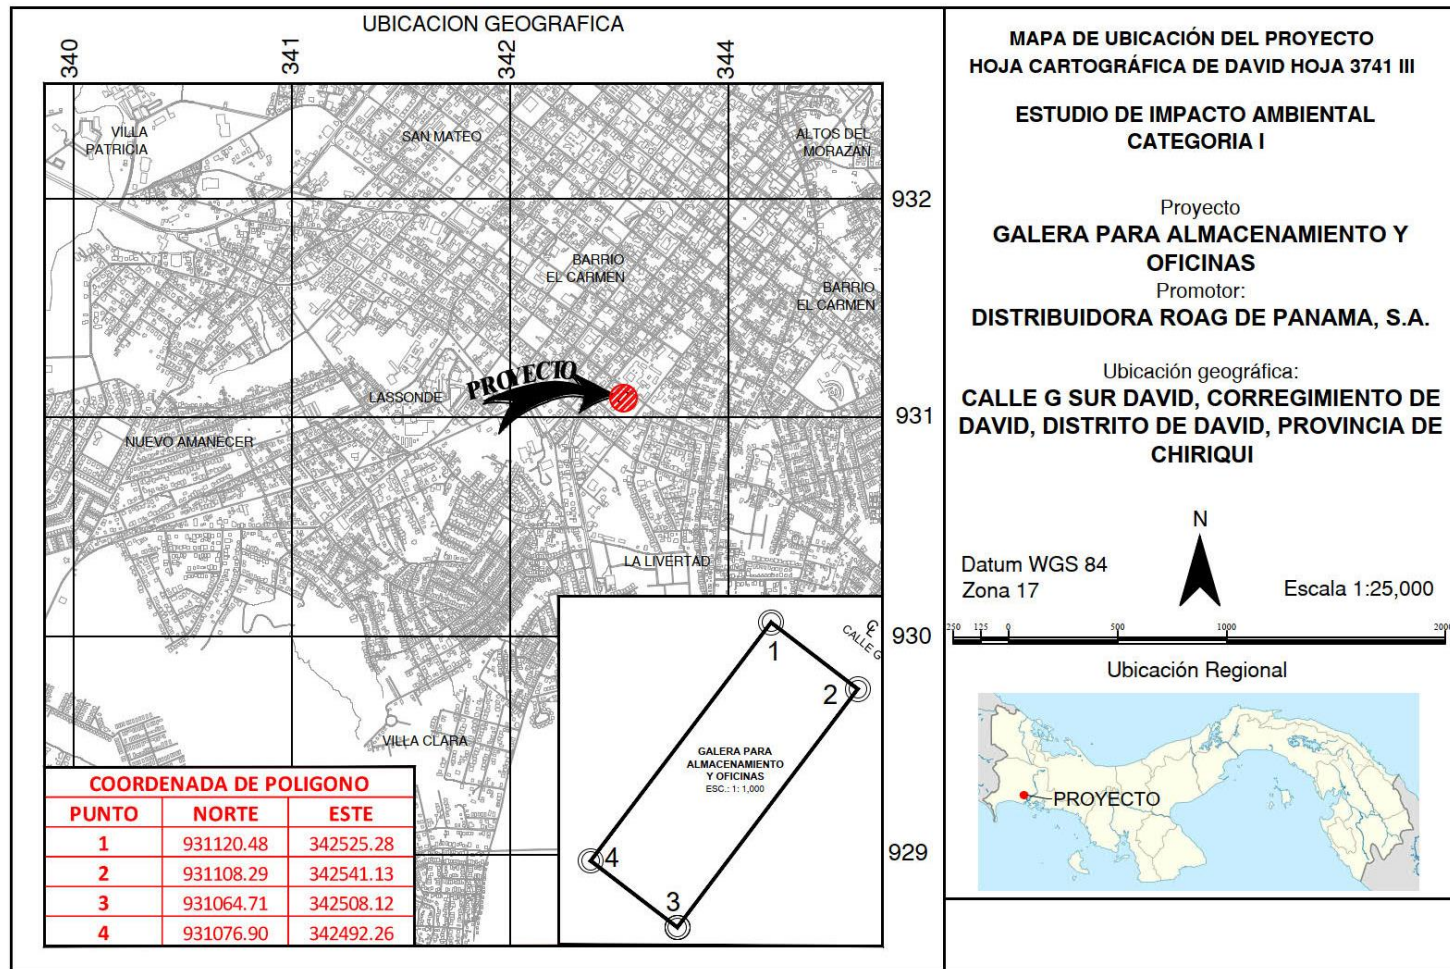 UBICACION GEOGRAFICA
340
341
342
344
VILLA
PATRICIA
SAN MATEO
ALTOS DEL
MORAZAN
932
BARRIO
EL CARMEN
BARRIO
EL CARMEN
PROYECTO
LASSONDE
931
NUEVO AMANECER
LA LIVERTAD
930
VILLA CLARA
929
COORDENADA DE POLIGONO
PUNTO NORTE ESTE
1 931120.48 342525.28
2 931108.29 342541.13
3 931064.71 342508.12
4 931076.90 342492.26
1
2
CALLE G
GALERA PARA
ALMACENAMIENTO
Y OFICINAS
ESC.: 1: 1,000
4
3
MAPA DE UBICACIÓN DEL PROYECTO
HOJA CARTOGRÁFICA DE DAVID HOJA 3741 III
ESTUDIO DE IMPACTO AMBIENTAL
CATEGORIA I
Proyecto
GALERA PARA ALMACENAMIENTO Y
OFICINAS
Promotor:
DISTRIBUIDORA ROAG DE PANAMA, S.A.
Ubicación geográfica:
CALLE G SUR DAVID, CORREGIMIENTO DE
DAVID, DISTRITO DE DAVID, PROVINCIA DE
CHIRIQUI
N
Datum WGS 84
Zona 17
Escala 1:25,000
250 125 0 500 1000 2000
Ubicación Regional
PROYECTO